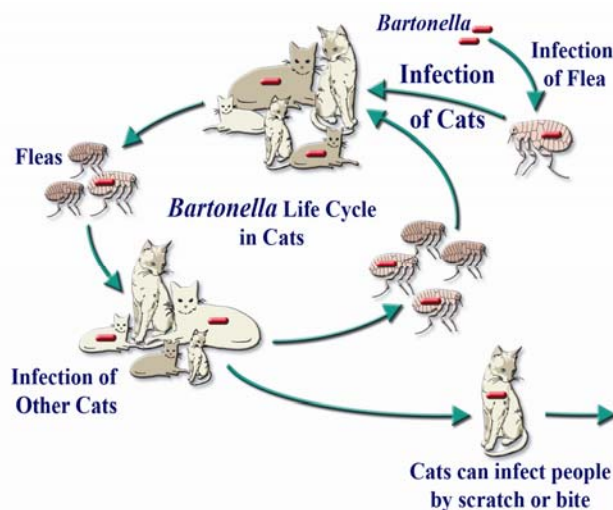 Bartonella
Infection
of Flea
Infection
of Cats
Fleas
Bartonella Life Cycle
in Cats
Infection of
Other Cats
Cats can infect people
by scratch or bite